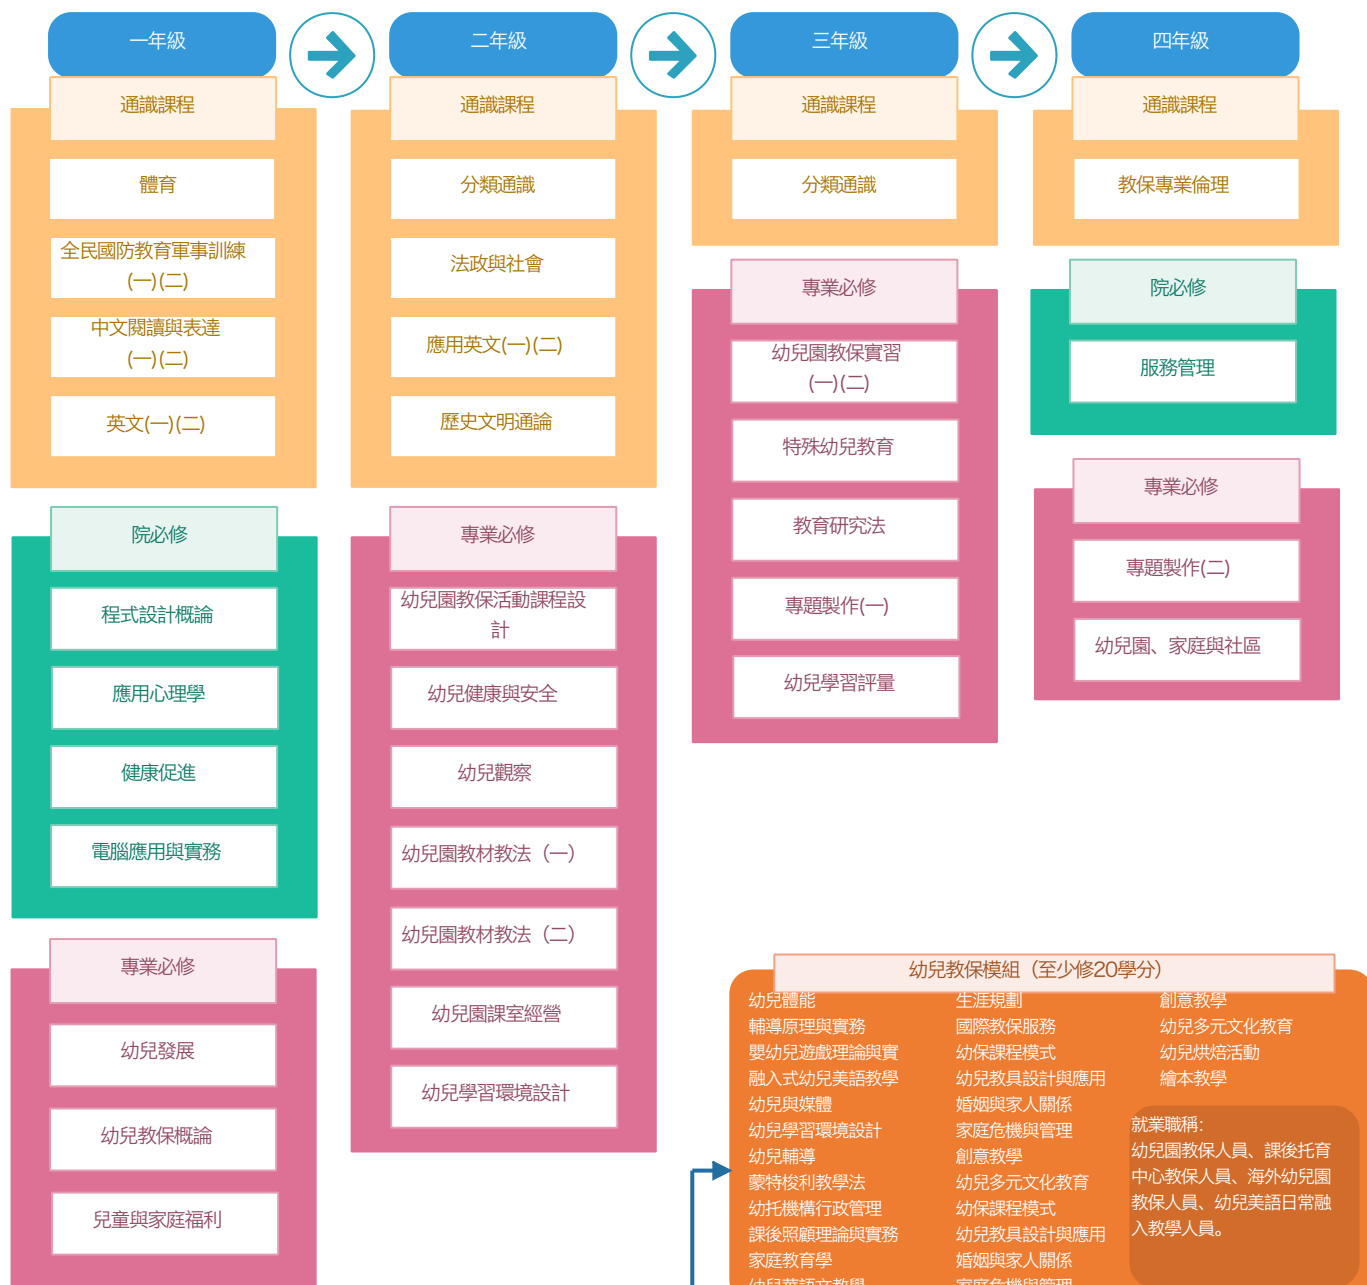 一年級
二年級
三年級
四年級
通識課程
體育
全民國防教育軍事訓練
(一)(二)
中文閱讀與表達
(一)(二)
英文(一)(二)
院必修
程式設計概論
應用心理學
健康促進
電腦應用與實務
專業必修
幼兒發展
幼兒教保概論
兒童與家庭福利
通識課程
分類通識
法政與社會
應用英文(一)(二)
歷史文明通論
專業必修
幼兒園教保活動課程設
計
幼兒健康與安全
幼兒觀察
幼兒園教材教法（一）
幼兒園教材教法（二）
幼兒園課室經營
幼兒學習環境設計
通識課程
分類通識
專業必修
幼兒園教保實習
(一)(二)
特殊幼兒教育
教育研究法
專題製作(一)
幼兒學習評量
通識課程
教保專業倫理
院必修
服務管理
專業必修
專題製作(二)
幼兒園、家庭與社區
幼兒教保模組（至少修20學分）
幼兒體能
輔導原理與實務
嬰幼兒遊戲理論與實
融入式幼兒美語教學
幼兒與媒體
幼兒學習環境設計
幼兒輔導
蒙特梭利教學法
幼托機構行政管理
課後照顧理論與實務
家庭教育學
幼兒華語文教學
生涯規劃
國際教保服務
幼保課程模式
幼兒教具設計與應用
婚姻與家人關係
家庭危機與管理
創意教學
幼兒多元文化教育
幼保課程模式
幼兒教具設計與應用
婚姻與家人關係
家庭危機與管理
創意教學
幼兒多元文化教育
幼兒烘焙活動
繪本教學
就業職稱：
幼兒園教保人員、課後托育
中心教保人員、海外幼兒園
教保人員、幼兒美語日常融
入教學人員。